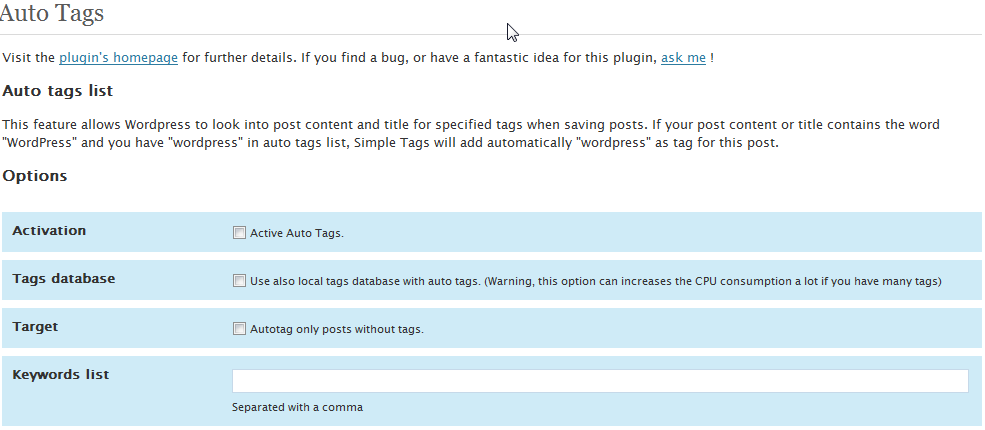 Auto Tags
Visit the plugin's homepage for further details. If you find a bug, or have a fantastic idea for this plugin, ask me !
Auto tags list
This feature allows Wordpress to look into post content and title for specified tags when saving posts. If your post content or title contains the word
"WordPress" and you have "wordpress" in auto tags list, Simple Tags will add automatically "wordpress" as tag for this post.
Options
Activation
Active Auto Tags.
Tags database
Use also local tags database with auto tags. (Warning, this option can increases the CPU consumption a lot if you have many tags)
Target
Autotag only posts without tags.
Keywords list
Separated with a comma